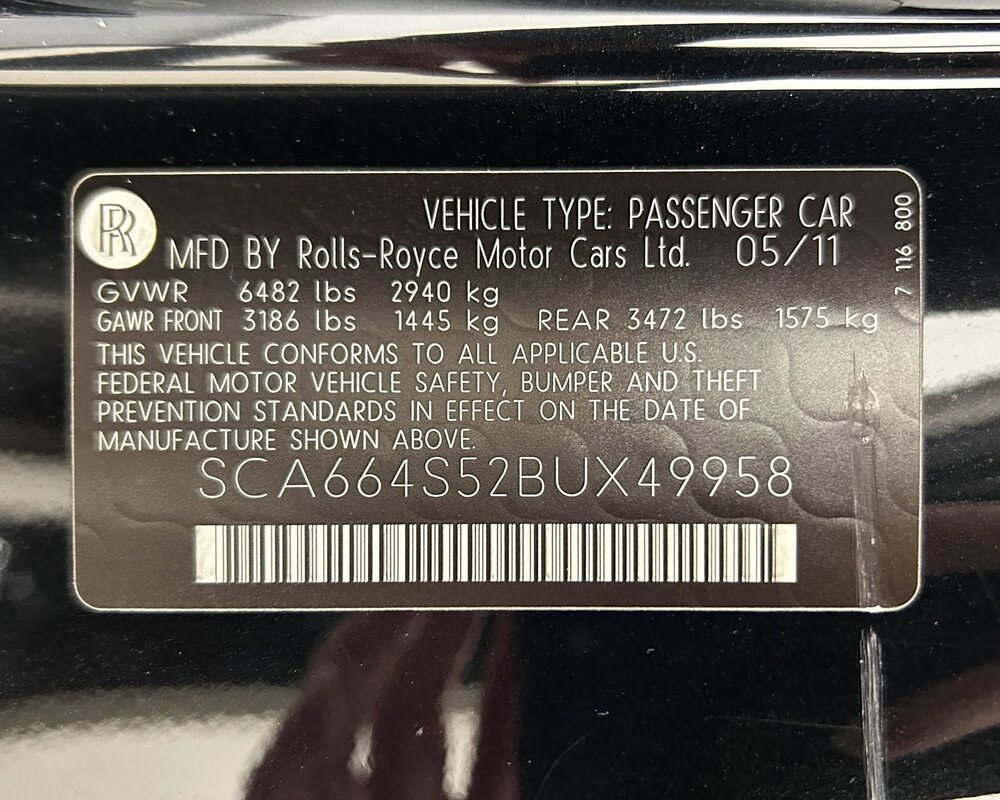 RR
VEHICLE TYPE: PASSENGER CAR
MFD BY Rolls-Royce Motor Cars Ltd. 05/11
GVWR 6482 lbs 2940 kg
GAWR FRONT 3186 lbs 1445 kg REAR 3472 lbs 1575 kg
THIS VEHICLE CONFORMS TO ALL APPLICABLE U.S.
FEDERAL MOTOR VEHICLE SAFETY, BUMPER AND THEFT
PREVENTION STANDARDS IN EFFECT ON THE DATE OF
MANUFACTURE SHOWN ABOVE.
SCA664S52BUX49958
7 116 800